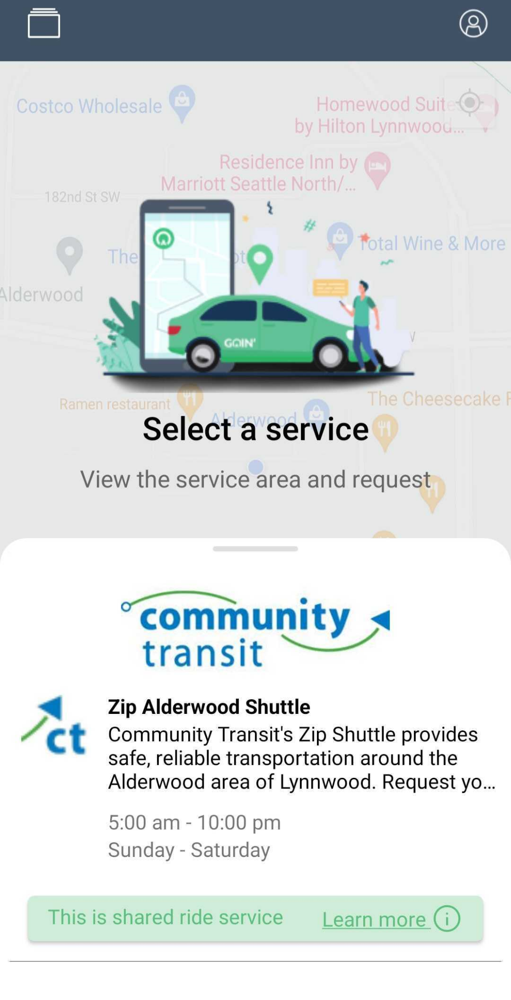 Costco Wholesale
Homewood Suite
by Hilton Lynnwood...
Residence Inn by
Marriott Seattle North/...
182nd St SW
Total Wine & More
The
Alderwood
GOIN'
Ramen restaurant
The Cheesecake F
Alderwood
Select a service
View the service area and request
community
transit
ct
Zip Alderwood Shuttle
Community Transit's Zip Shuttle provides
safe, reliable transportation around the
Alderwood area of Lynnwood. Request yo...
5:00 am - 10:00 pm
Sunday - Saturday
This is shared ride service
Learn more